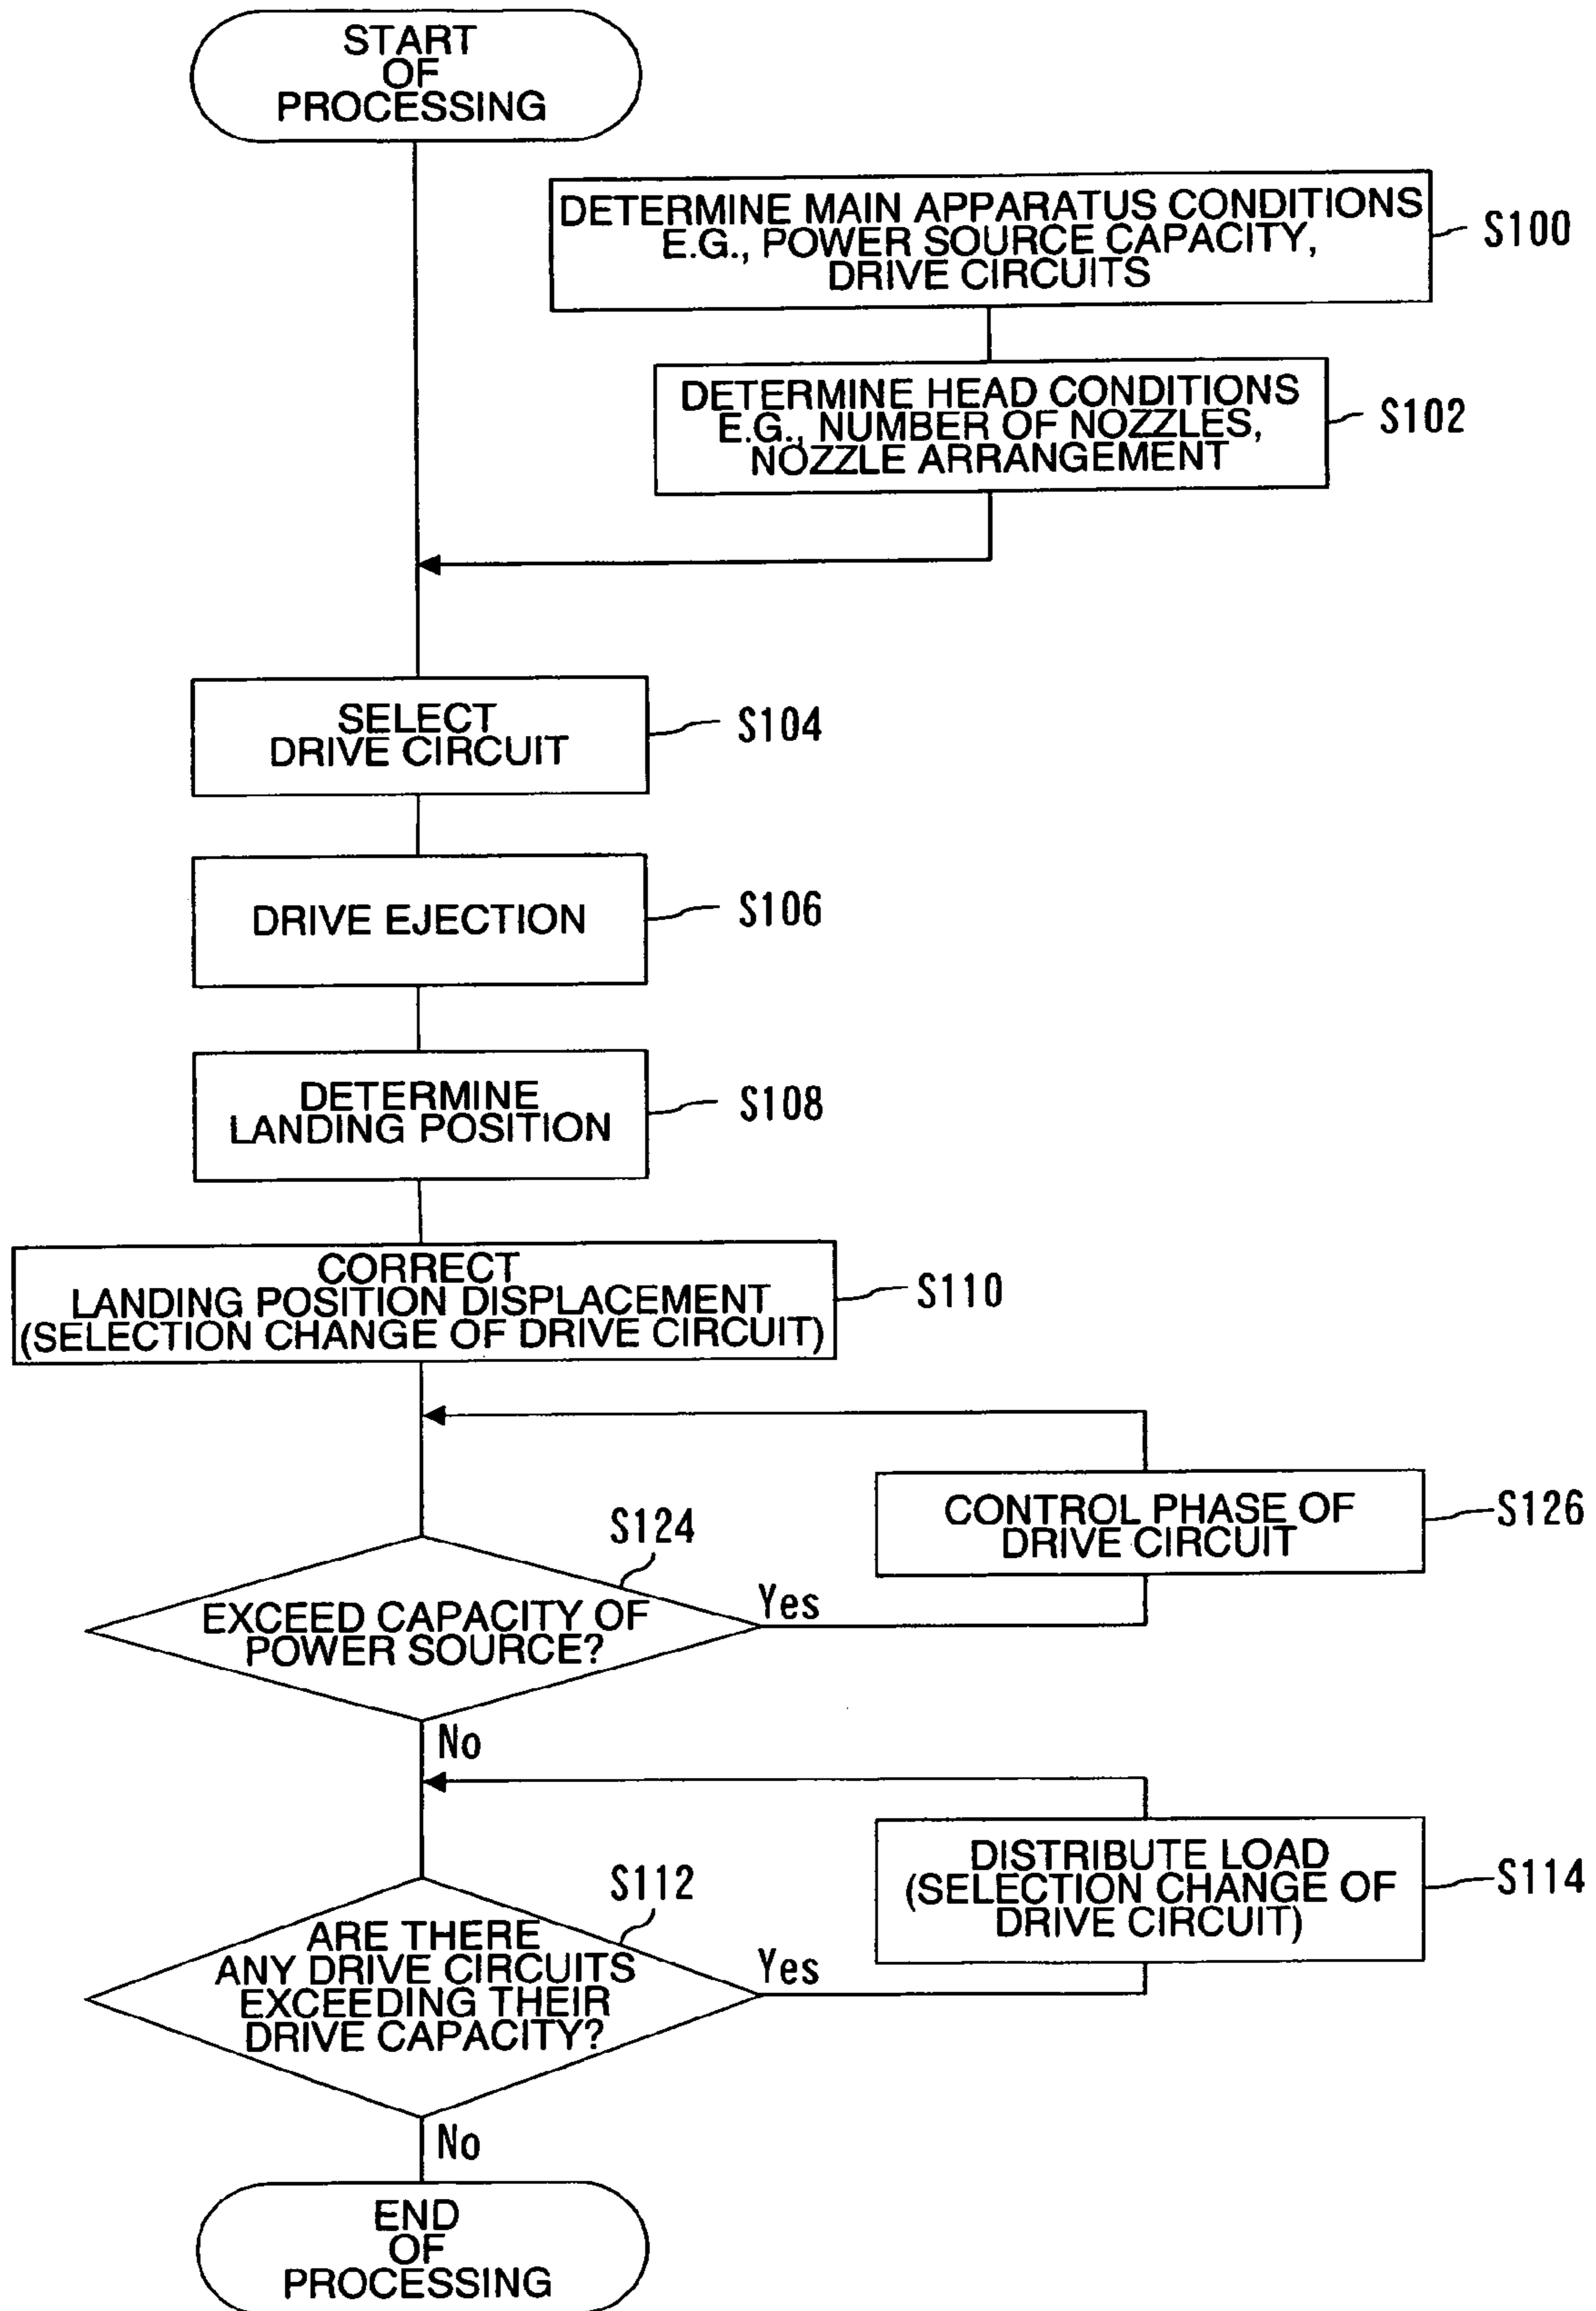 START
OF
PROCESSING
DETERMINE MAIN APPARATUS CONDITIONS
E.G., POWER SOURCE CAPACITY,
DRIVE CIRCUITS
S100
DETERMINE HEAD CONDITIONS
E.G., NUMBER OF NOZZLES,
NOZZLE ARRANGEMENT
S102
SELECT
DRIVE CIRCUIT
S104
DRIVE EJECTION
S106
DETERMINE
LANDING POSITION
S108
CORRECT
LANDING POSITION DISPLACEMENT
(SELECTION CHANGE OF DRIVE CIRCUIT)
S110
CONTROL PHASE OF
DRIVE CIRCUIT
S126
S124
EXCEED CAPACITY OF
POWER SOURCE?
Yes
No
DISTRIBUTE LOAD
(SELECTION CHANGE OF
DRIVE CIRCUIT)
S114
S112
ARE THERE
ANY DRIVE CIRCUITS
EXCEEDING THEIR
DRIVE CAPACITY?
Yes
No
END
OF
PROCESSING